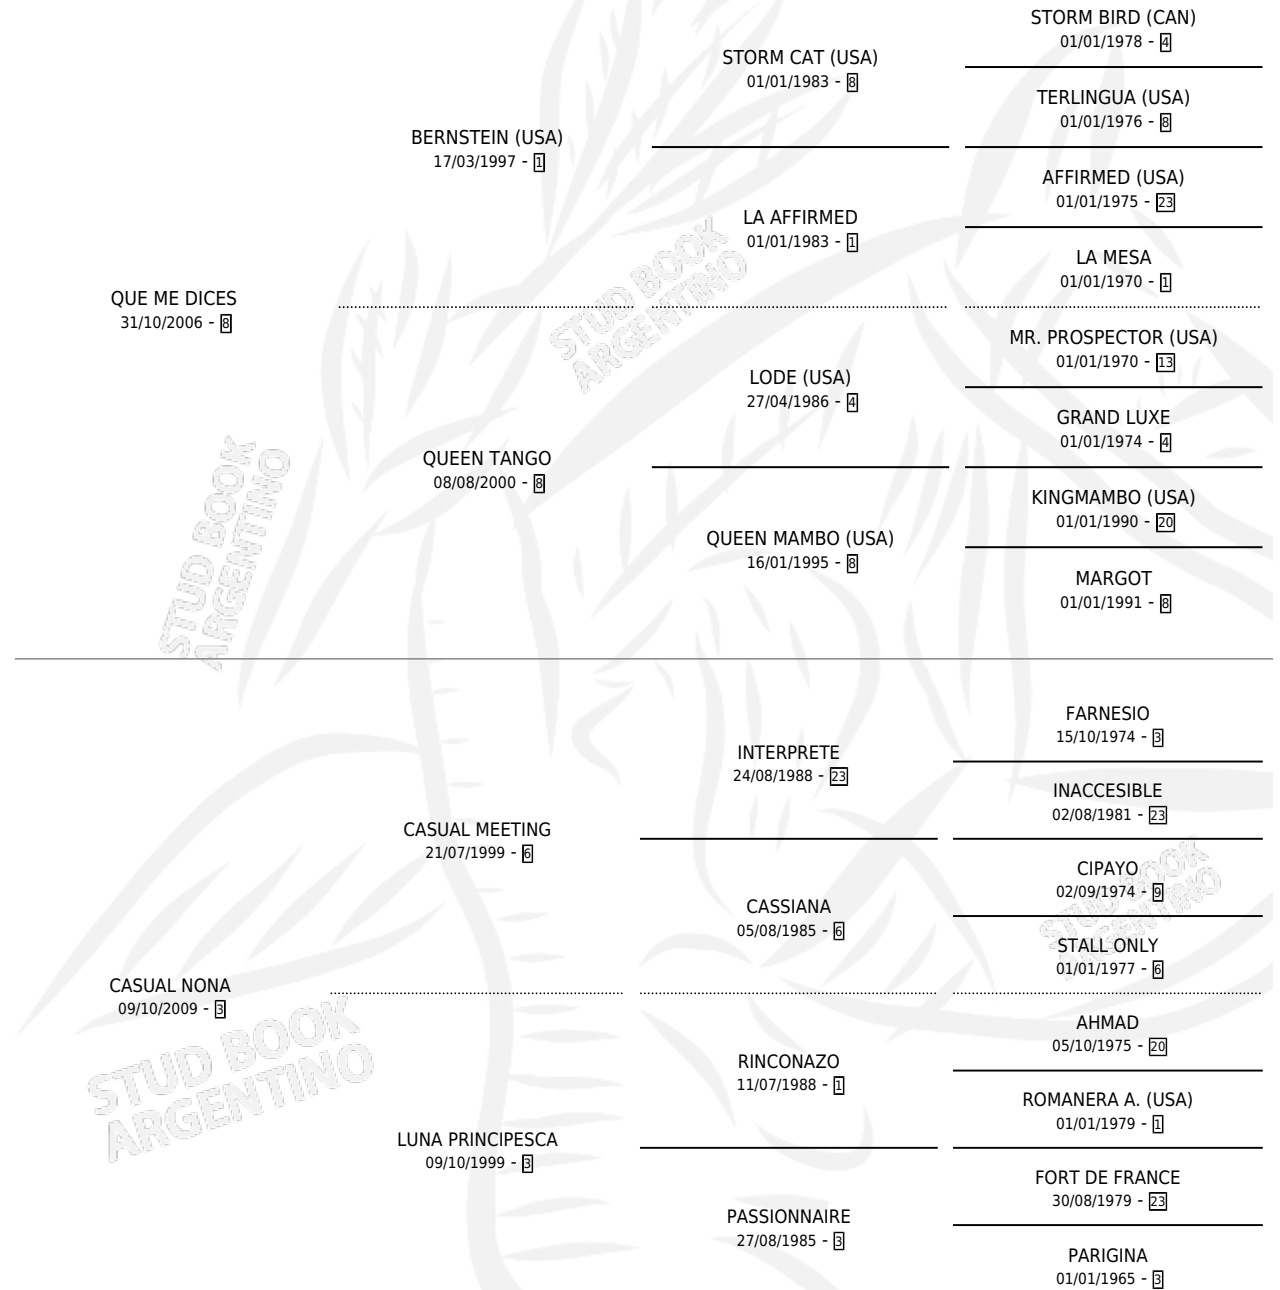 STORM BIRD (CAN)
01/01/1978 - 4
STORM CAT (USA)
01/01/1983 - 8
TERLINGUA (USA)
01/01/1976 - 8
BERNSTEIN (USA)
17/03/1997 - 1
AFFIRMED (USA)
01/01/1975 - 23
LA AFFIRMED
01/01/1983 - 1
LA MESA
01/01/1970 - 1
QUE ME DICES
31/10/2006 - 8
MR. PROSPECTOR (USA)
01/01/1970 - 13
LODE (USA)
27/04/1986 - 4
GRAND LUXE
01/01/1974 - 4
QUEEN TANGO
08/08/2000 - 8
KINGMAMBO (USA)
01/01/1990 - 20
QUEEN MAMBO (USA)
16/01/1995 - 8
MARGOT
01/01/1991 - 8
FARNESIO
15/10/1974 - 3
INTERPRETE
24/08/1988 - 23
INACCESIBLE
02/08/1981 - 23
CASUAL MEETING
21/07/1999 - 6
CIPAYO
02/09/1974 - 9
CASSIANA
05/08/1985 - 6
STALL ONLY
01/01/1977 - 6
CASUAL NONA
09/10/2009 - 3
AHMAD
05/10/1975 - 20
RINCONAZO
11/07/1988 - 1
ROMANERA A. (USA)
01/01/1979 - 1
LUNA PRINCIPESCA
09/10/1999 - 3
FORT DE FRANCE
30/08/1979 - 23
PASSIONNAIRE
27/08/1985 - 3
PARIGINA
01/01/1965 - 3
STUD BOOK
ARGENTINO
STUD BOOK
ARGENTINO
STUD BOOK
ARGENTINO
STUD BOOK
ARGENTINO